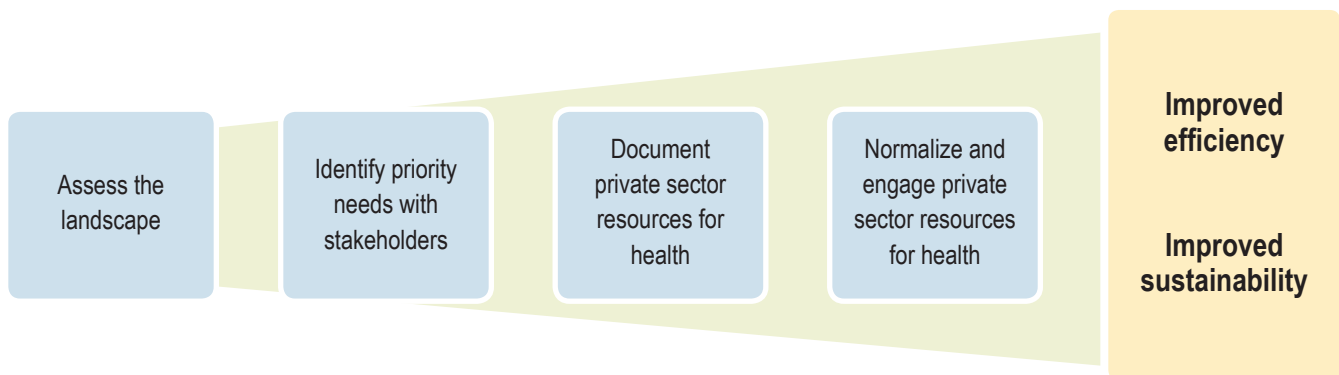 Assess the
landscape
Identify priority
needs with
stakeholders
Document
private sector
resources for
health
Normalize and
engage private
sector resources
for health
Improved
efficiency
Improved
sustainability